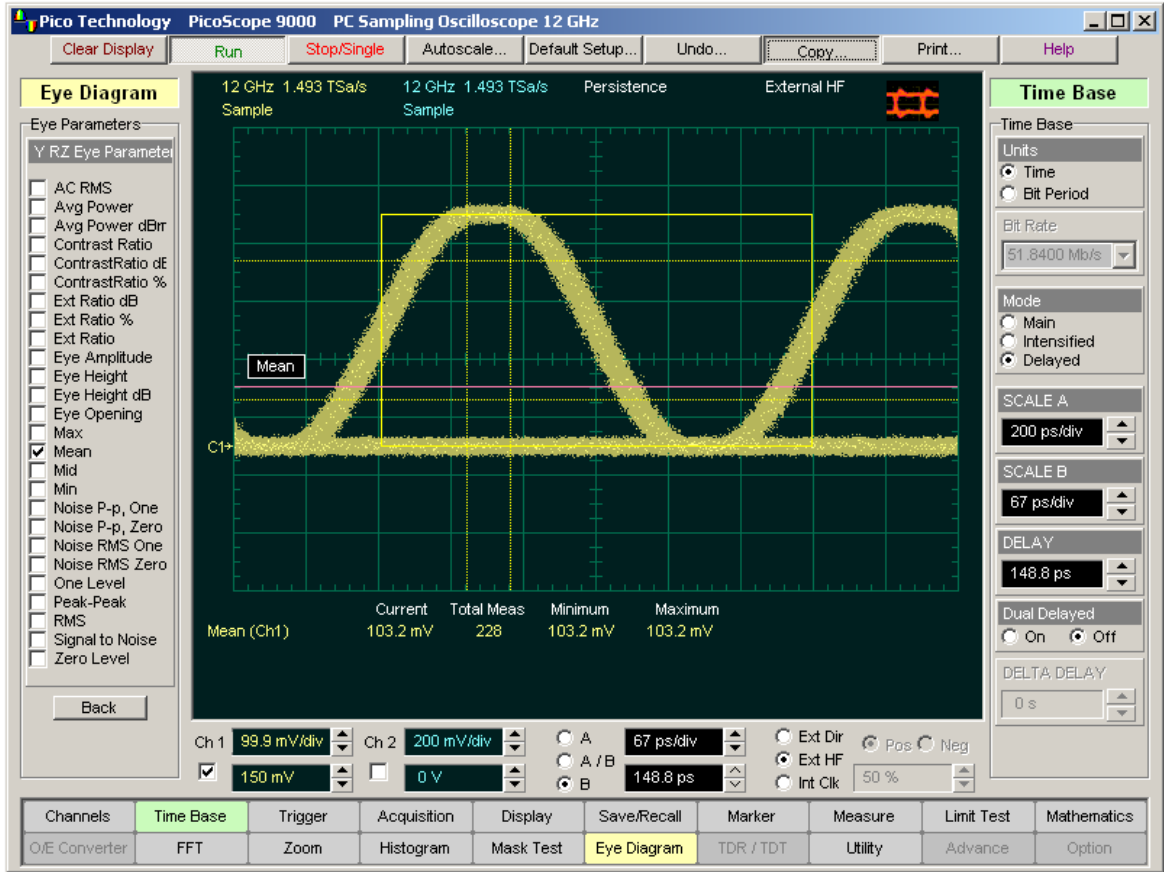 Pico Technology PicoScope 9000 PC Sampling Oscilloscope 12 GHz
Clear Display Run Stop/Single Autoscale... Default Setup... Undo... Copy.... Print... Help
Eye Diagram
Eye Parameters
Y RZ Eye Parameter
AC RMS
Avg Power
Avg Power dBm
Contrast Ratio
ContrastRatio dE
ContrastRatio %
Ext Ratio dB
Ext Ratio %
Ext Ratio
Eye Amplitude
Eye Height
Eye Height dB
Eye Opening
Max
Mean
Mid
Min
Noise P-p, One
Noise P-p, Zero
Noise RMS One
Noise RMS Zero
One Level
Peak-Peak
RMS
Signal to Noise
Zero Level
Back
12 GHz 1.493 TSa/s 12 GHz 1.493 TSa/s Persistence External HF
Sample Sample
Mean
C1
Current Total Meas Minimum Maximum
Mean (Ch1) 103.2 mV 228 103.2 mV 103.2 mV
Time Base
Time Base
Units
Time
Bit Period
Bit Rate
51.8400 Mb/s
Mode
Main
Intensified
Delayed
SCALE A
200 ps/div
SCALE B
67 ps/div
DELAY
148.8 ps
Dual Delayed
On Off
DELTA DELAY
0 s
Ch 1 99.9 mV/div Ch 2 200 mV/div A 67 ps/div Ext Dir Pos Neg
A / B Ext HF
150 mV 0 V B 148.8 ps Int Clk 50 %
Channels Time Base Trigger Acquisition Display Save/Recall Marker Measure Limit Test Mathematics
O/E Converter FFT Zoom Histogram Mask Test Eye Diagram TDR / TDT Utility Advance Option